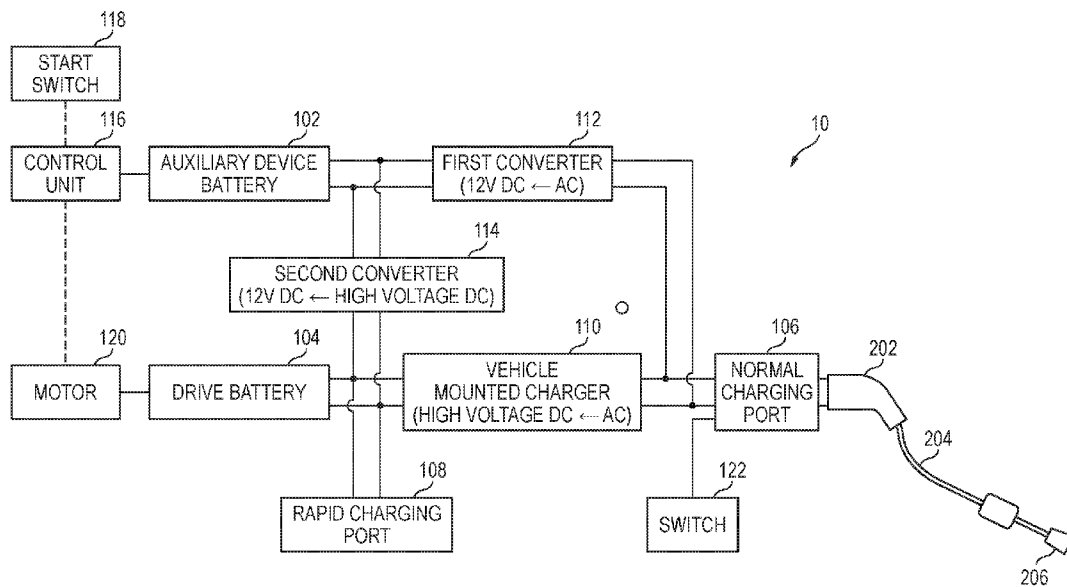 118
START
SWITCH
116
CONTROL
UNIT
102
AUXILIARY DEVICE
BATTERY
112
FIRST CONVERTER
(12V DC ← AC)
10
114
SECOND CONVERTER
(12V DC ← HIGH VOLTAGE DC)
120
MOTOR
104
DRIVE BATTERY
110
VEHICLE
MOUNTED CHARGER
(HIGH VOLTAGE DC ← AC)
106
NORMAL
CHARGING
PORT
202
204
108
RAPID CHARGING
PORT
122
SWITCH
206